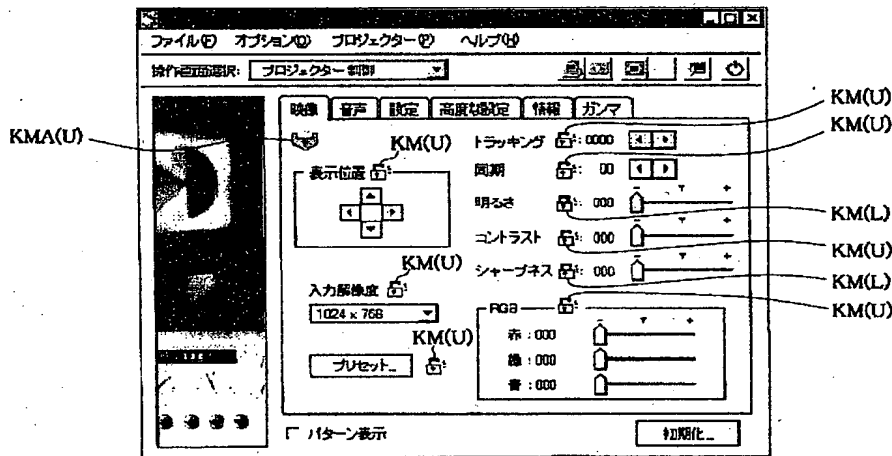 ファイル(F) オプション(O) プロジェクター(P) ヘルプ(H)
操作画面選択: プロジェクター制御
映像 音声 設定 高度な設定 情報 ガンマ
KMA(U)
KM(U)
KM(U)
トラッキング : 0000
表示位置
KM(U)
同期 : 00
明るさ : 000
KM(L)
コントラスト : 000
KM(U)
シャープネス : 000
KM(L)
入力解像度
KM(U)
1024 x 768
RGB
KM(U)
赤 : 000
緑 : 000
青 : 000
プリセット...
KM(U)
パターン表示
初期化...